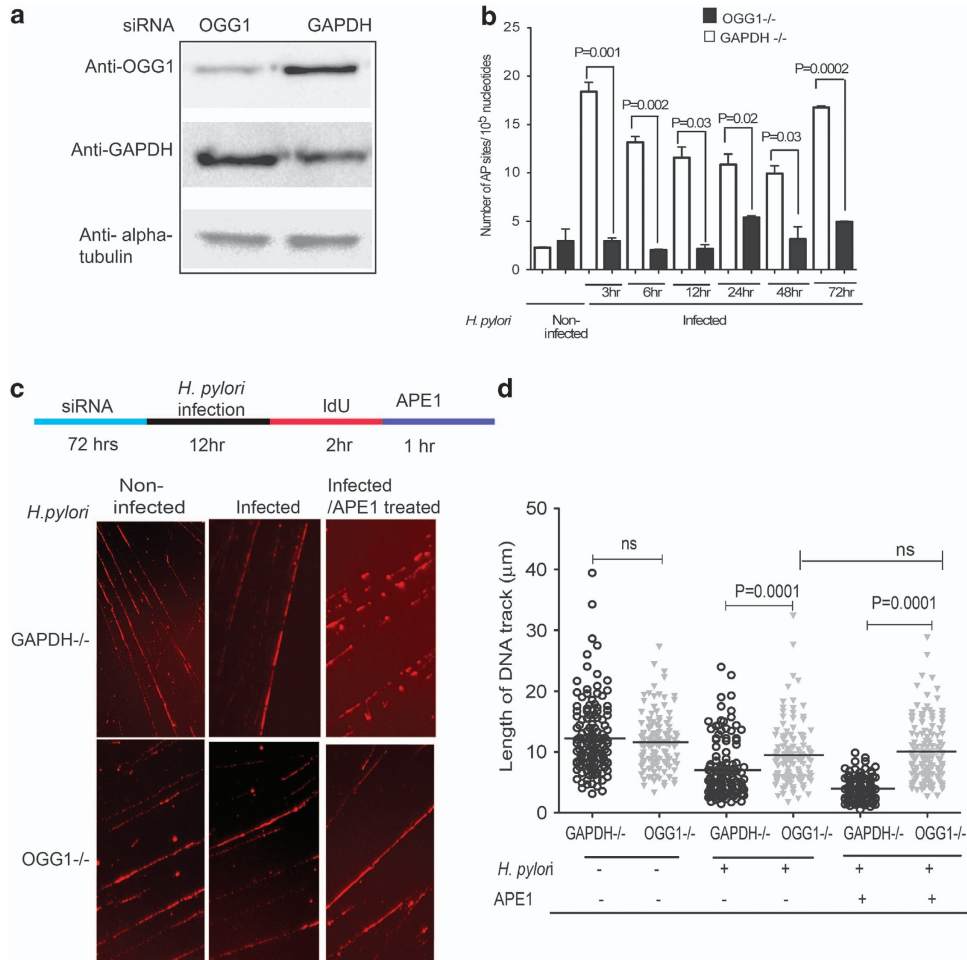 a
siRNA OGG1 GAPDH
Anti-OGG1
Anti-GAPDH
Anti- alpha-
tubulin
b
OGG1-/-
GAPDH -/-
Number of AP sites/ 10⁵ nucleotides
25
20
15
10
5
0
P=0.001
P=0.002
P=0.03
P=0.02
P=0.03
P=0.0002
3hr 6hr 12hr 24hr 48hr 72hr
H. pylori Non-
infected
Infected
c
siRNA
H. pylori
infection
IdU
APE1
72 hrs 12hr 2hr 1 hr
H.pylori
Non-
infected
Infected
Infected
/APE1 treated
GAPDH-/-
OGG1-/-
d
Length of DNA track (µm)
50
40
30
20
10
0
ns
P=0.0001
ns
P=0.0001
GAPDH-/- OGG1-/- GAPDH-/- OGG1-/- GAPDH-/- OGG1-/-
H. pylori - - + + + +
APE1 - - - - + +